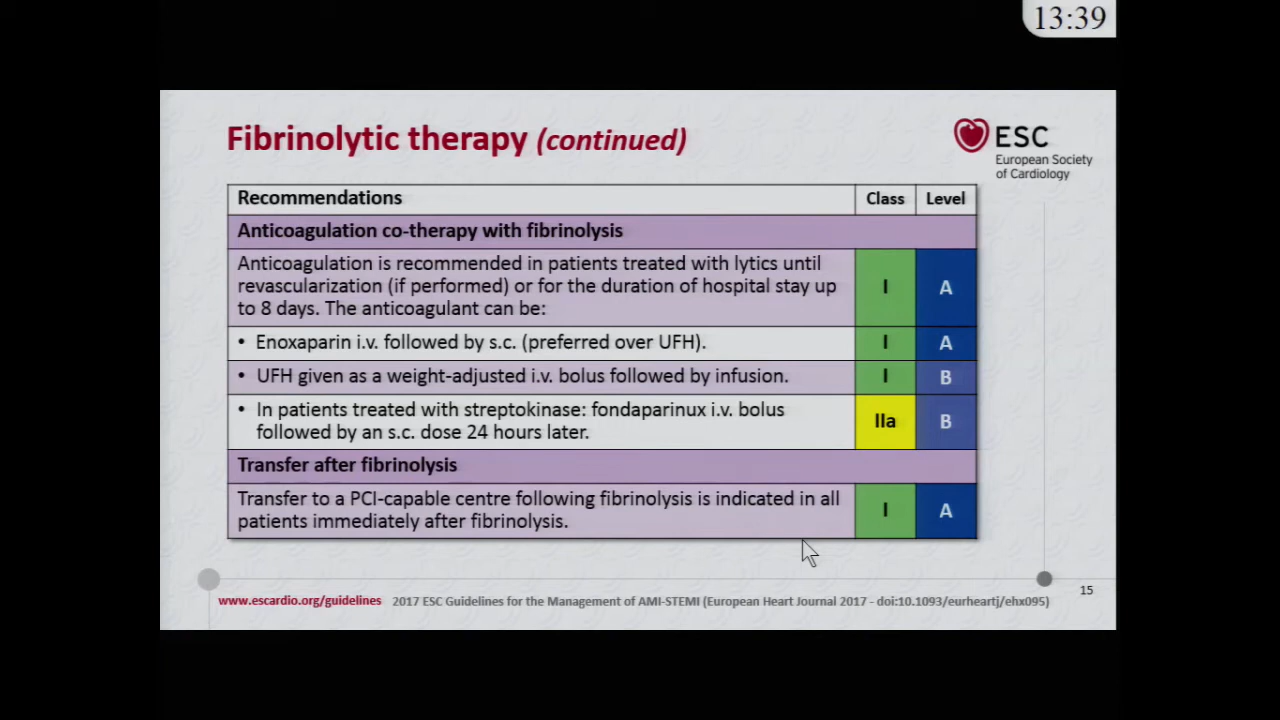 13:39
Fibrinolytic therapy (continued)
ESC
European Society
of Cardiology
Recommendations Class Level
Anticoagulation co-therapy with fibrinolysis
Anticoagulation is recommended in patients treated with lytics until
revascularization (if performed) or for the duration of hospital stay up
to 8 days. The anticoagulant can be:
I A
• Enoxaparin i.v. followed by s.c. (preferred over UFH). I A
• UFH given as a weight-adjusted i.v. bolus followed by infusion. I B
• In patients treated with streptokinase: fondaparinux i.v. bolus
followed by an s.c. dose 24 hours later.
IIa B
Transfer after fibrinolysis
Transfer to a PCI-capable centre following fibrinolysis is indicated in all
patients immediately after fibrinolysis.
I A
www.escardio.org/guidelines 2017 ESC Guidelines for the Management of AMI-STEMI (European Heart Journal 2017 - doi:10.1093/eurheartj/ehx095)
15